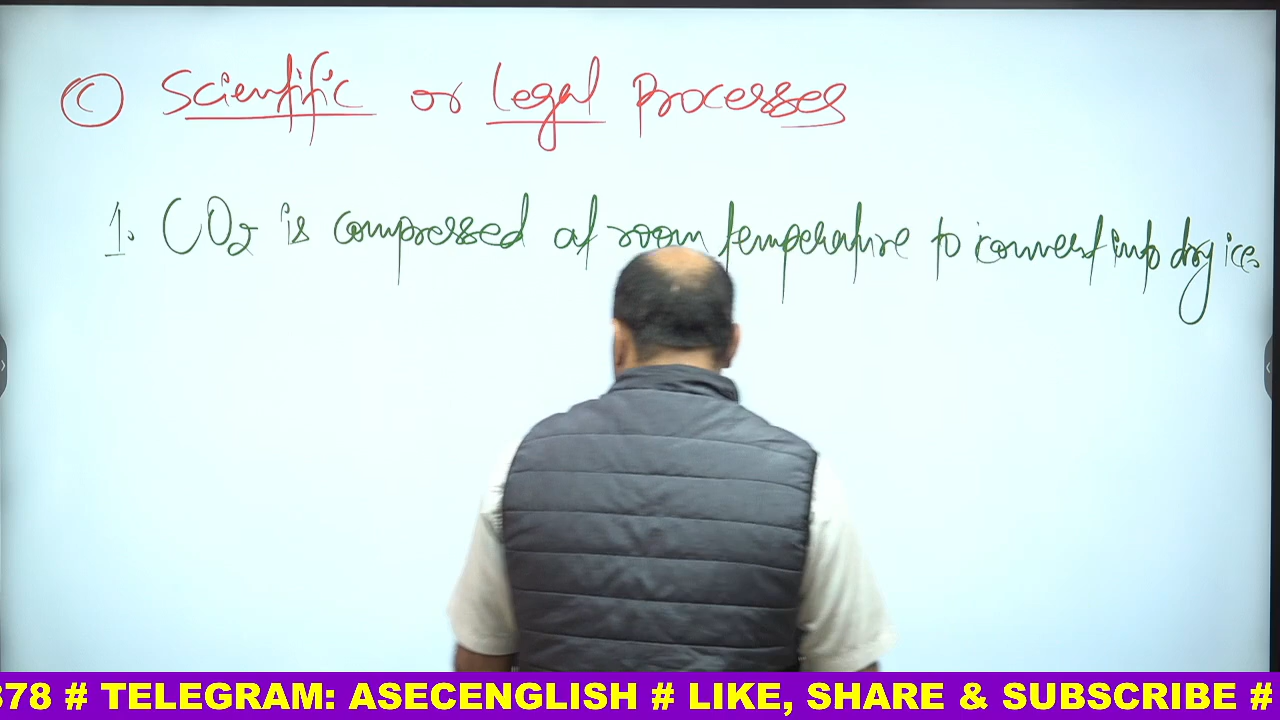 (C) Scientific or Legal Processes
1. CO2 is compressed at room temperature to convert into dry ice.
378 # TELEGRAM: ASECENGLISH # LIKE, SHARE & SUBSCRIBE #